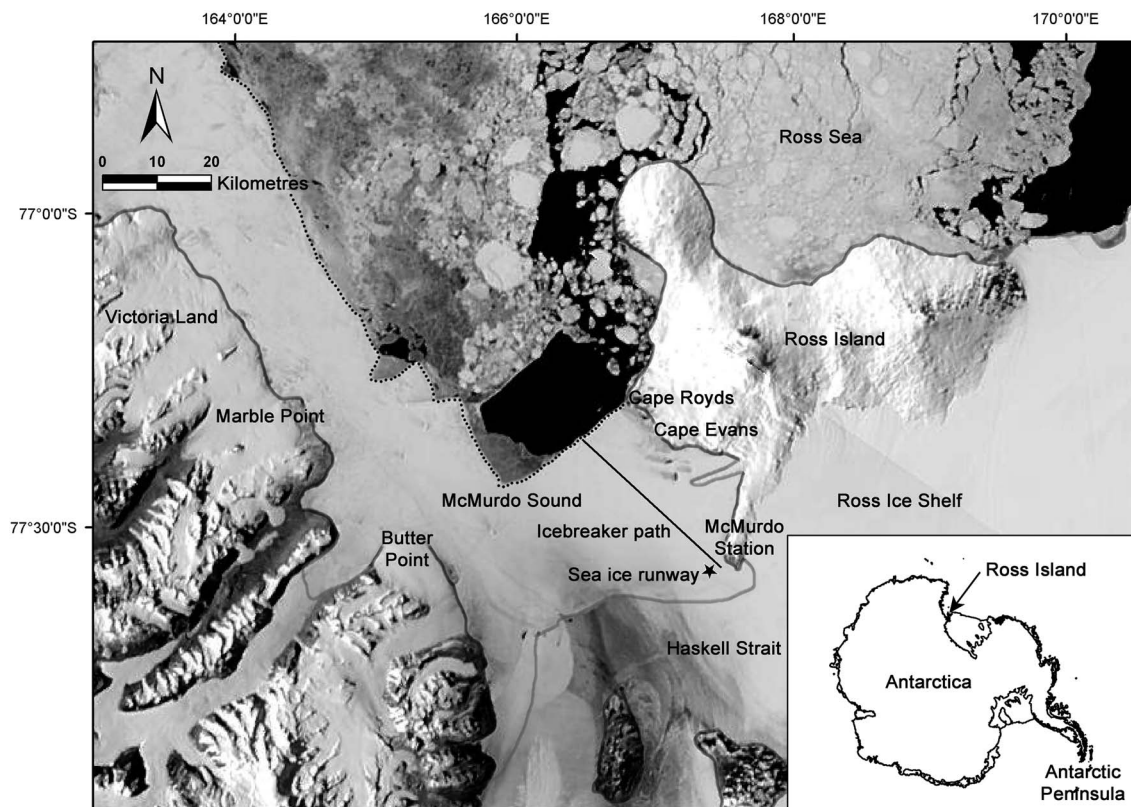 164°0'0"E
166°0'0"E
168°0'0"E
170°0'0"E
N
0 10 20
Kilometres
Ross Sea
77°0'0"S
Victoria Land
Ross Island
Marble Point
Cape Royds
Cape Evans
McMurdo Sound
Ross Ice Shelf
77°30'0"S
Icebreaker path
McMurdo
Station
Butter
Point
Sea ice runway
Haskell Strait
Ross Island
Antarctica
Antarctic
Peninsula